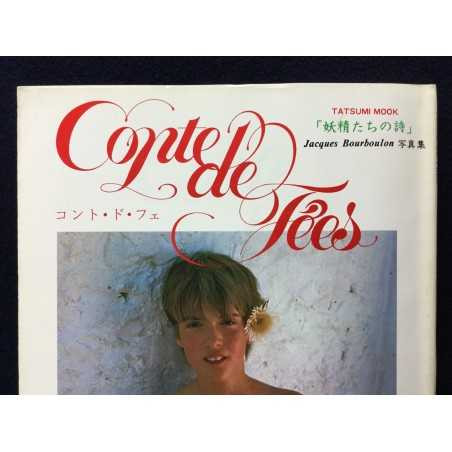 TATSUMI MOOK
「妖精たちの詩」
Jacques Bourboulon 写真集
Conte
de
Fées
コント・ド・フェ